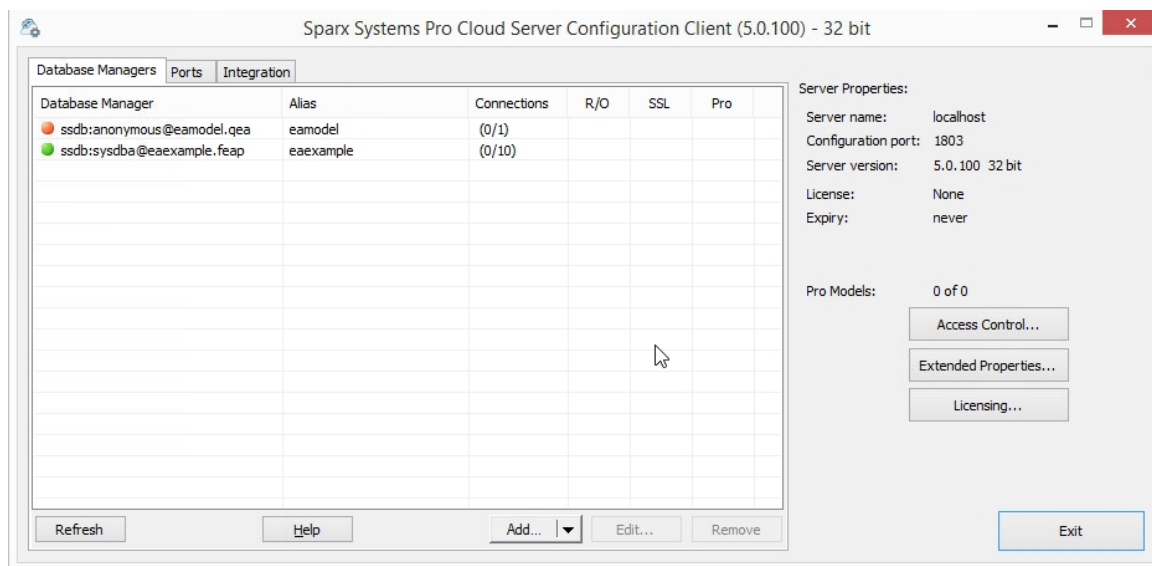 Sparx Systems Pro Cloud Server Configuration Client (5.0.100) - 32 bit
Database Managers Ports Integration
Database Manager Alias Connections R/O SSL Pro
ssdb:anonymous@eamodel.qea eamodel (0/1)
ssdb:sysdba@eaexample.feap eaexample (0/10)
Refresh Help Add... Edit... Remove
Server Properties:
Server name: localhost
Configuration port: 1803
Server version: 5.0.100 32 bit
License: None
Expiry: never
Pro Models: 0 of 0
Access Control...
Extended Properties...
Licensing...
Exit